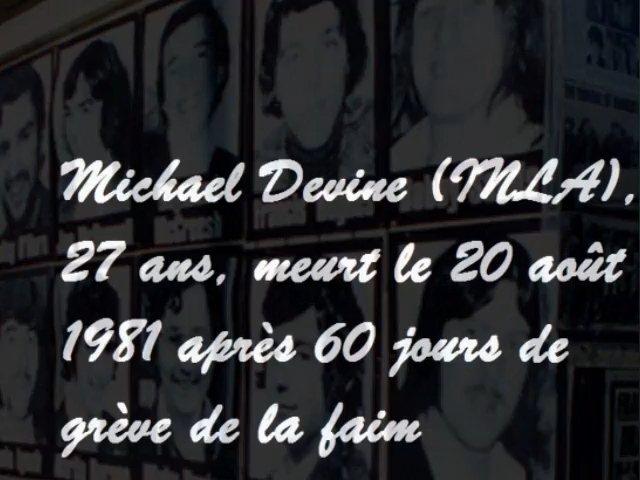 Michael Devine (INLA),
27 ans, meurt le 20 août
1981 après 60 jours de
grève de la faim